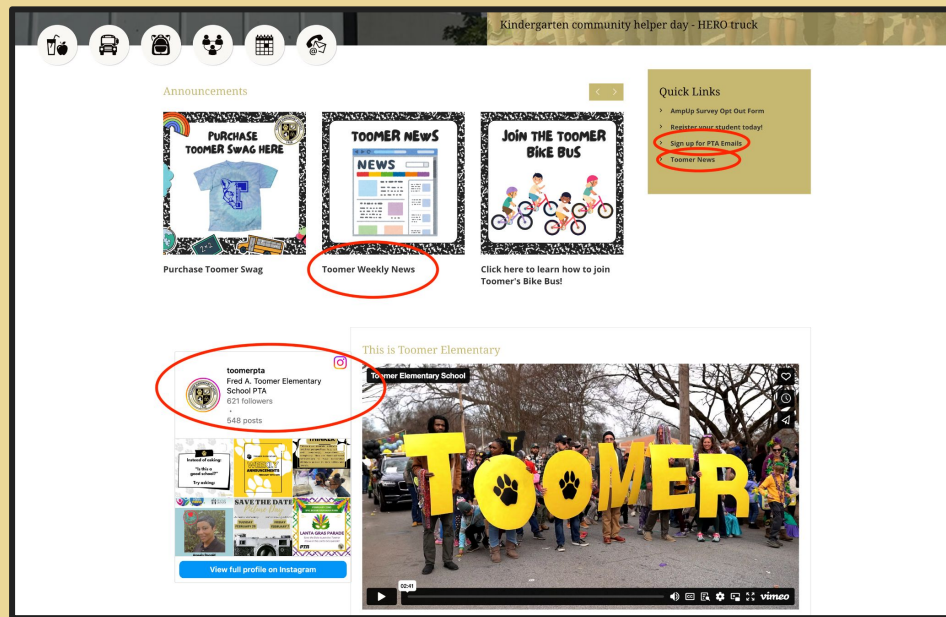 Kindergarten community helper day - HERO truck
Announcements
PURCHASE
TOOMER SWAG HERE
T
Purchase Toomer Swag
TOOMER NEWS
NEWS
Toomer Weekly News
JOIN THE TOOMER
BIKE BUS
Click here to learn how to join
Toomer's Bike Bus!
Quick Links
AmpUp Survey Opt Out Form
Register your student today!
Sign up for PTA Emails
Toomer News
toomerpta
Fred A. Toomer Elementary
School PTA
621 followers
.
548 posts
Instead of asking:
"Is this a
good school?"
Try asking:
WEEKLY
ANNOUNCEMENTS
SAVE THE DATE
LANTA GRAS PARADE
PTA
View full profile on Instagram
This is Toomer Elementary
Toomer Elementary School
TOOMER
02:41
CC
vimeo